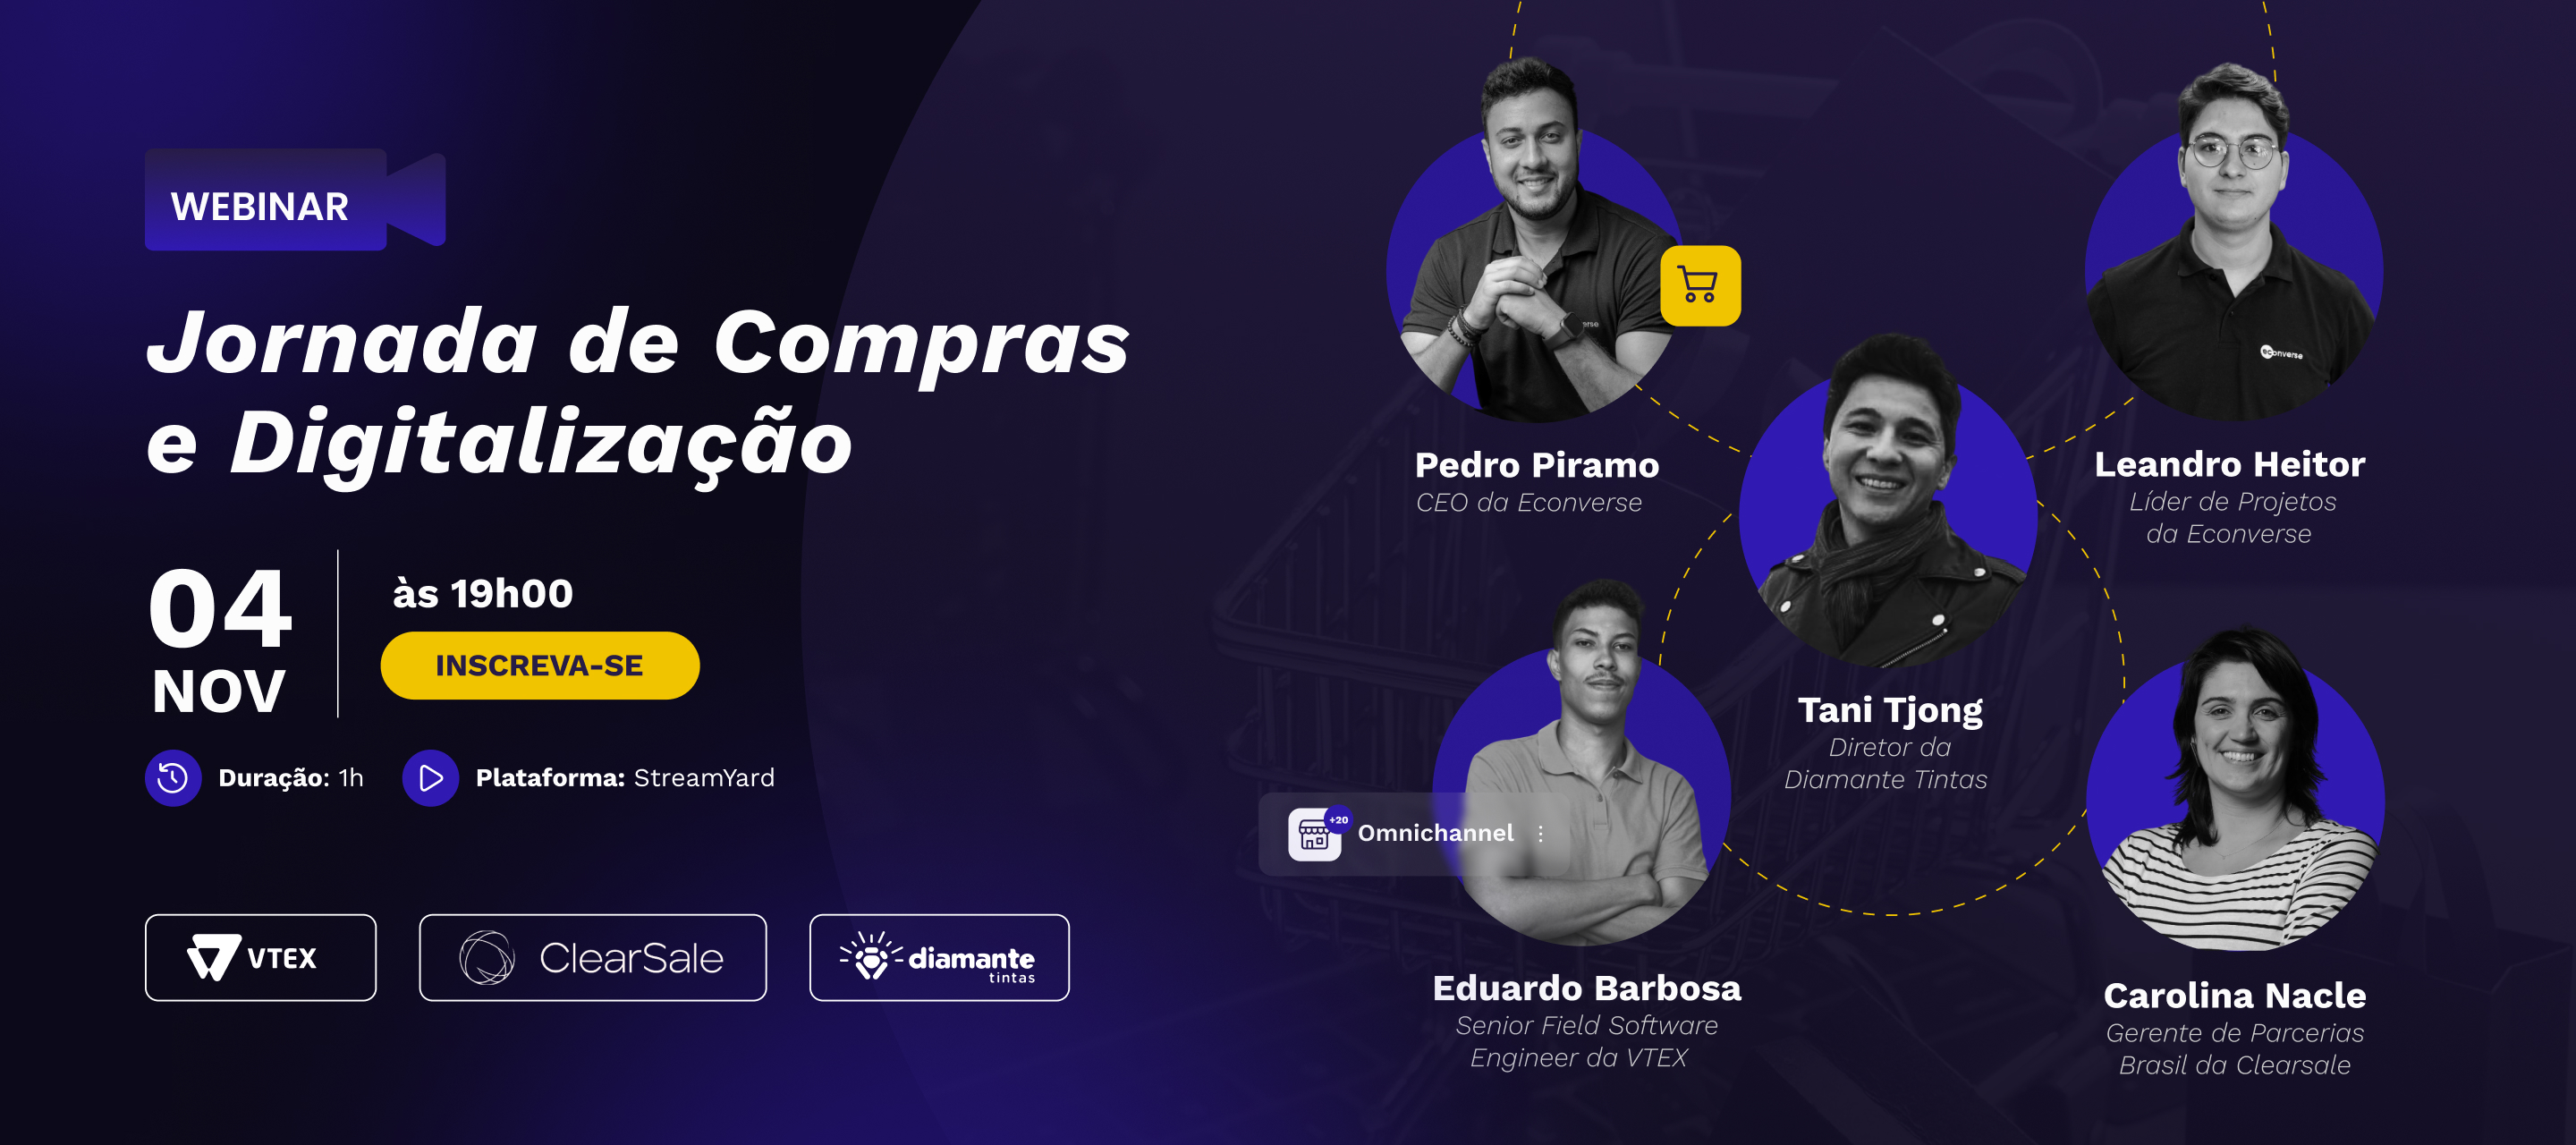 WEBINAR
Jornada de Compras
e Digitalização
04
NOV
às 19h00
INSCREVA-SE
Duração: 1h
Plataforma: StreamYard
VTEX
ClearSale
diamante
tintas
econverse
Pedro Piramo
CEO da Econverse
Leandro Heitor
Líder de Projetos
da Econverse
Tani Tjong
Diretor da
Diamante Tintas
+20
Omnichannel
Eduardo Barbosa
Senior Field Software
Engineer da VTEX
Carolina Nacle
Gerente de Parcerias
Brasil da Clearsale